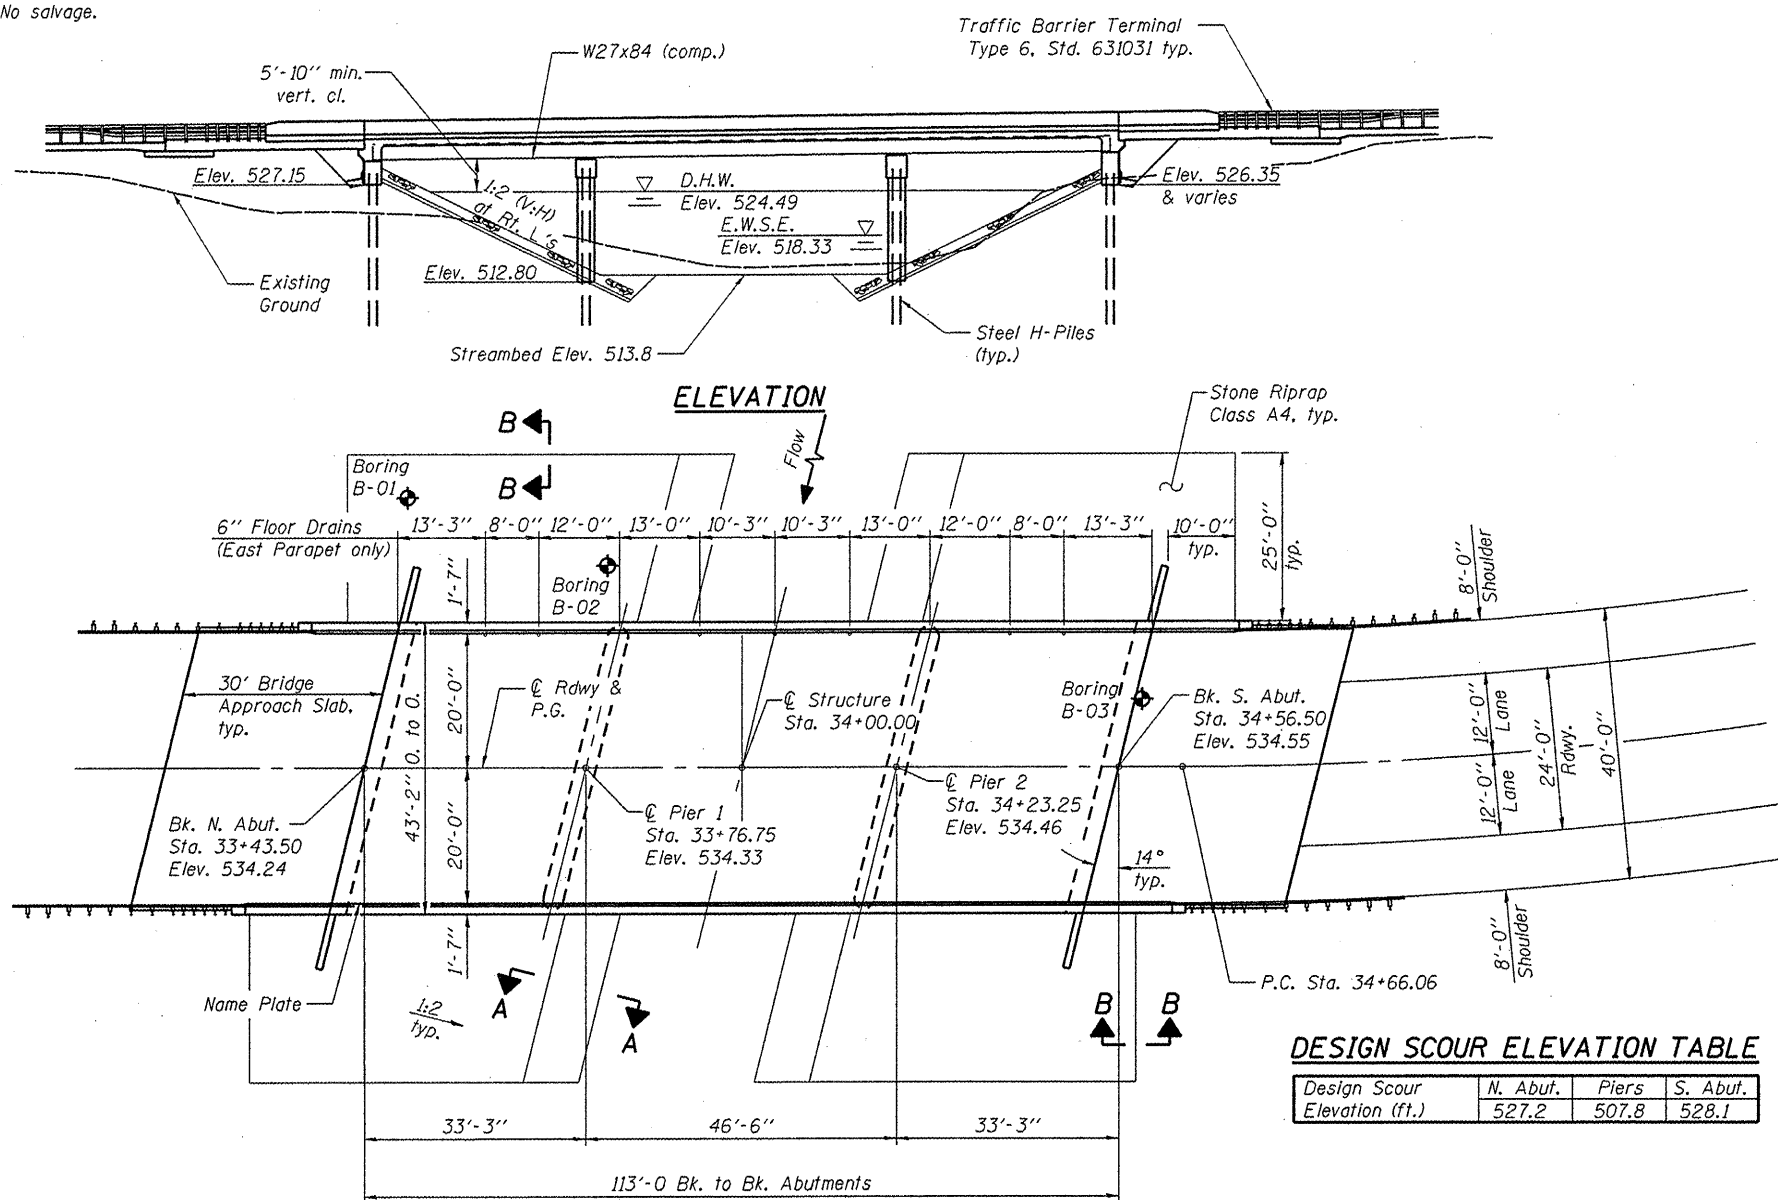 No salvage.
Traffic Barrier Terminal
Type 6, Std. 631031 typ.
W27x84 (comp.)
5'-10" min.
vert. cl.
Elev. 527.15
1:2 (V:H)
at Rt. L's
D.H.W.
Elev. 524.49
E.W.S.E.
Elev. 518.33
Elev. 526.35
& varies
Elev. 512.80
Existing
Ground
Steel H-Piles
(typ.)
Streambed Elev. 513.8
ELEVATION
Stone Riprap
Class A4, typ.
B
B
Flow
Boring
B-01
6" Floor Drains
(East Parapet only)
13'-3" 8'-0" 12'-0" 13'-0" 10'-3" 10'-3" 13'-0" 12'-0" 8'-0" 13'-3" 10'-0"
typ.
25'-0"
typ.
1'-7"
Boring
B-02
8'-0"
Shoulder
30' Bridge
Approach Slab,
typ.
43'-2" O. to O.
20'-0"
20'-0"
℄ Rdwy &
P.G.
℄ Structure
Sta. 34+00.00
Boring
B-03
Bk. S. Abut.
Sta. 34+56.50
Elev. 534.55
12'-0"
Lane
12'-0"
Lane
24'-0"
Rdwy.
40'-0"
Bk. N. Abut.
Sta. 33+43.50
Elev. 534.24
℄ Pier 1
Sta. 33+76.75
Elev. 534.33
℄ Pier 2
Sta. 34+23.25
Elev. 534.46
14°
typ.
1'-7"
8'-0"
Shoulder
Name Plate
1:2
typ.
A
A
B
B
P.C. Sta. 34+66.06
DESIGN SCOUR ELEVATION TABLE
Design Scour
Elevation (ft.)
N. Abut. Piers S. Abut.
527.2 507.8 528.1
33'-3" 46'-6" 33'-3"
113'-0 Bk. to Bk. Abutments